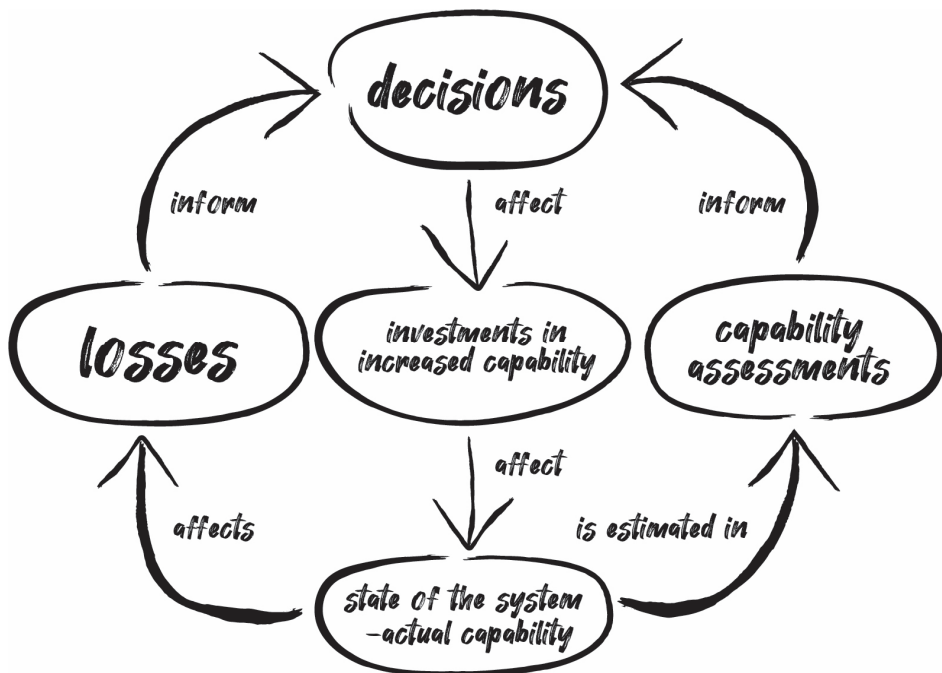 decisions
inform
affect
inform
losses
investments in
increased capability
capability
assessments
affect
affects
is estimated in
state of the system
-actual capability